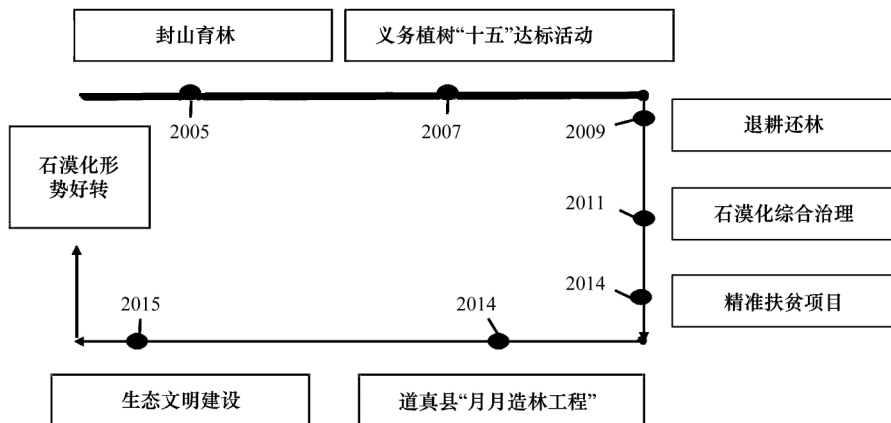 封山育林
义务植树“十五”达标活动
2005
2007
2009
退耕还林
石漠化形
势好转
2011
石漠化综合治理
2014
精准扶贫项目
2015
2014
生态文明建设
道真县“月月造林工程”